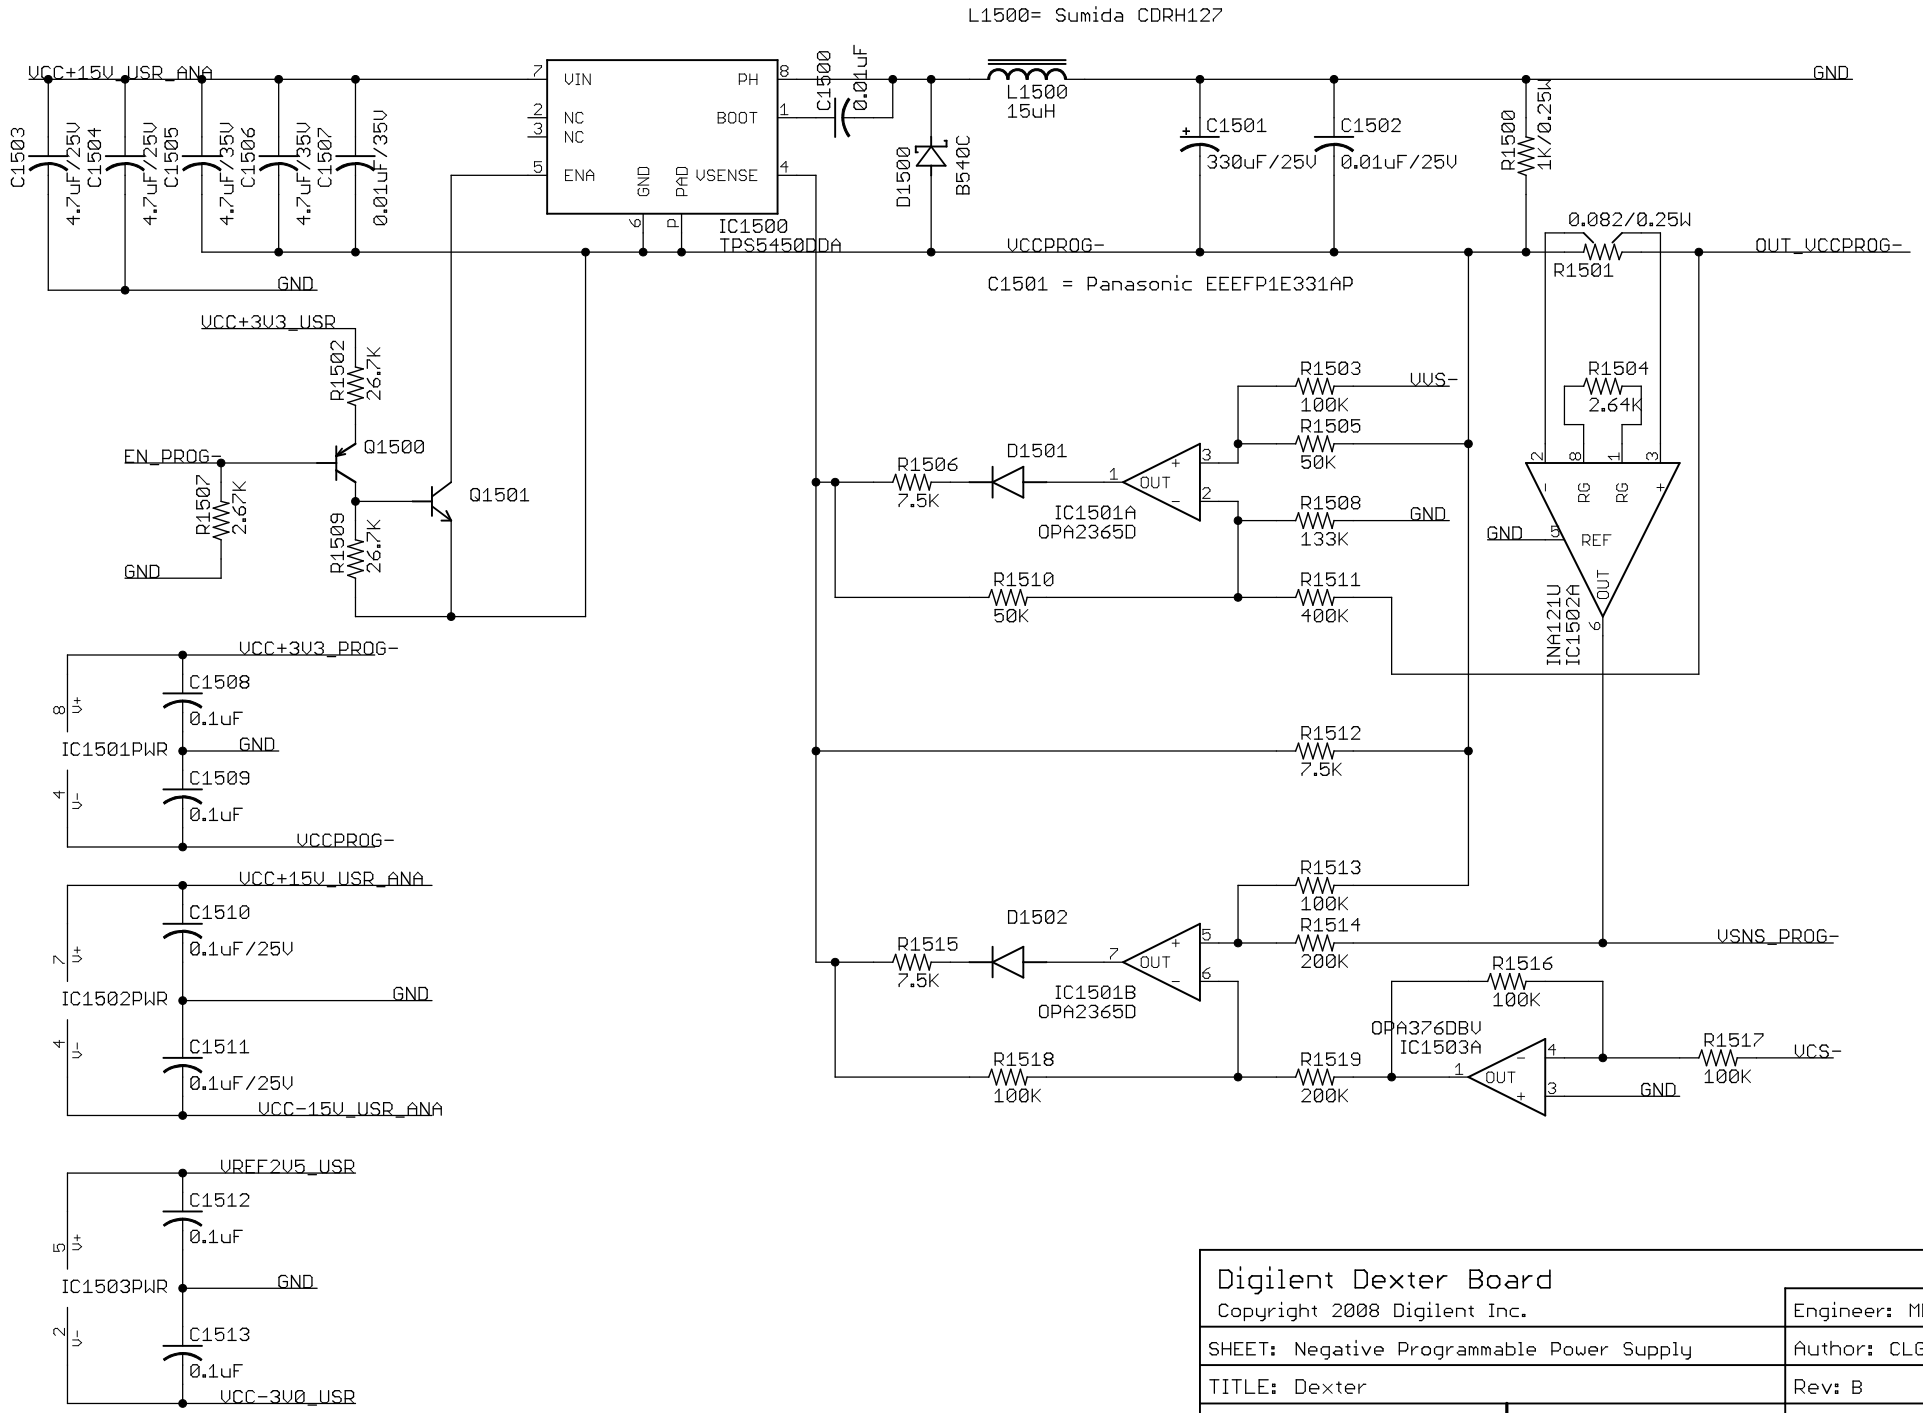 L1500= Sumida CDRH127
VCC+15V_USR_ANA
C1503
4.7uF/25V
C1504
4.7uF/25V
C1505
4.7uF/35V
C1506
4.7uF/35V
C1507
0.01uF/35V
GND
7
VIN
2
NC
3
NC
5
ENA
PH
8
BOOT
1
VSENSE
4
GND
6
PAD
P
IC1500
TPS5450DDA
C1500
0.01uF
D1500
B540C
L1500
15uH
+
C1501
330uF/25V
C1502
0.01uF/25V
R1500
1K/0.25W
GND
VCCPROG-
C1501 = Panasonic EEEFP1E331AP
0.082/0.25W
R1501
OUT_VCCPROG-
VCC+3V3_USR
R1502
26.7K
EN_PROG-
Q1500
R1507
2.67K
GND
Q1501
R1509
26.7K
R1503
100K
VVS-
R1505
50K
D1501
R1506
7.5K
1
OUT
+
3
-
2
IC1501A
OPA2365D
R1508
133K
GND
R1510
50K
R1511
400K
R1504
2.64K
2
8
1
3
-
RG
RG
+
GND
5
REF
OUT
6
INA121U
IC1502A
R1512
7.5K
R1513
100K
R1514
200K
VSNS_PROG-
D1502
R1515
7.5K
7
OUT
+
5
-
6
IC1501B
OPA2365D
R1516
100K
OPA376DBV
IC1503A
R1517
100K
VCS-
1
OUT
-
4
+
3
GND
R1518
100K
R1519
200K
VCC+3V3_PROG-
C1508
0.1uF
8
V+
IC1501PWR
GND
C1509
0.1uF
4
V-
VCCPROG-
VCC+15V_USR_ANA
C1510
0.1uF/25V
7
V+
IC1502PWR
GND
C1511
0.1uF/25V
4
V-
VCC-15V_USR_ANA
VREF2V5_USR
C1512
0.1uF
5
V+
IC1503PWR
GND
C1513
0.1uF
2
V-
VCC-3V0_USR
Digilent Dexter Board
Copyright 2008 Digilent Inc.
Engineer:
SHEET: Negative Programmable Power Supply
Author: CLG
TITLE: Dexter
Rev: B